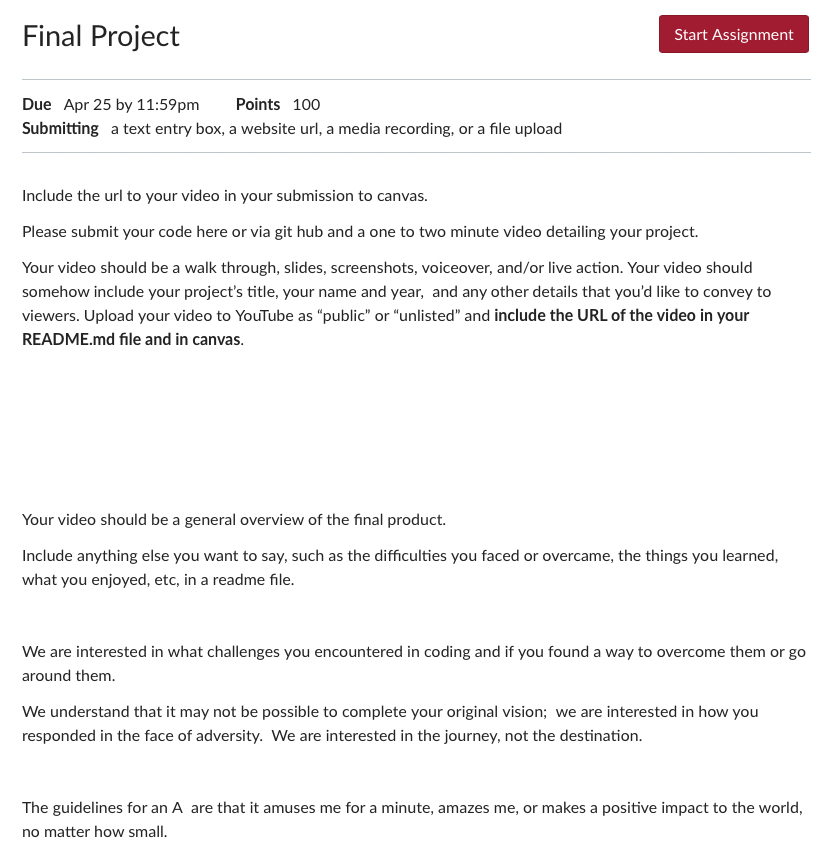 Final Project
Start Assignment
Due Apr 25 by 11:59pm Points 100
Submitting a text entry box, a website url, a media recording, or a file upload
Include the url to your video in your submission to canvas.
Please submit your code here or via git hub and a one to two minute video detailing your project.
Your video should be a walk through, slides, screenshots, voiceover, and/or live action. Your video should
somehow include your project’s title, your name and year,  and any other details that you’d like to convey to
viewers. Upload your video to YouTube as “public” or “unlisted” and include the URL of the video in your
README.md file and in canvas.
Your video should be a general overview of the final product.
Include anything else you want to say, such as the difficulties you faced or overcame, the things you learned,
what you enjoyed, etc, in a readme file.
We are interested in what challenges you encountered in coding and if you found a way to overcome them or go
around them.
We understand that it may not be possible to complete your original vision;  we are interested in how you
responded in the face of adversity.  We are interested in the journey, not the destination.
The guidelines for an A  are that it amuses me for a minute, amazes me, or makes a positive impact to the world,
no matter how small.